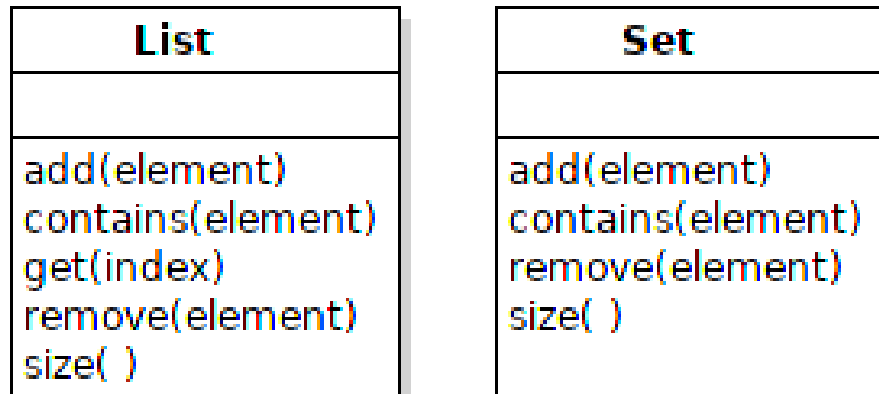 List
add(element)
contains(element)
get(index)
remove(element)
size( )
Set
add(element)
contains(element)
remove(element)
size( )